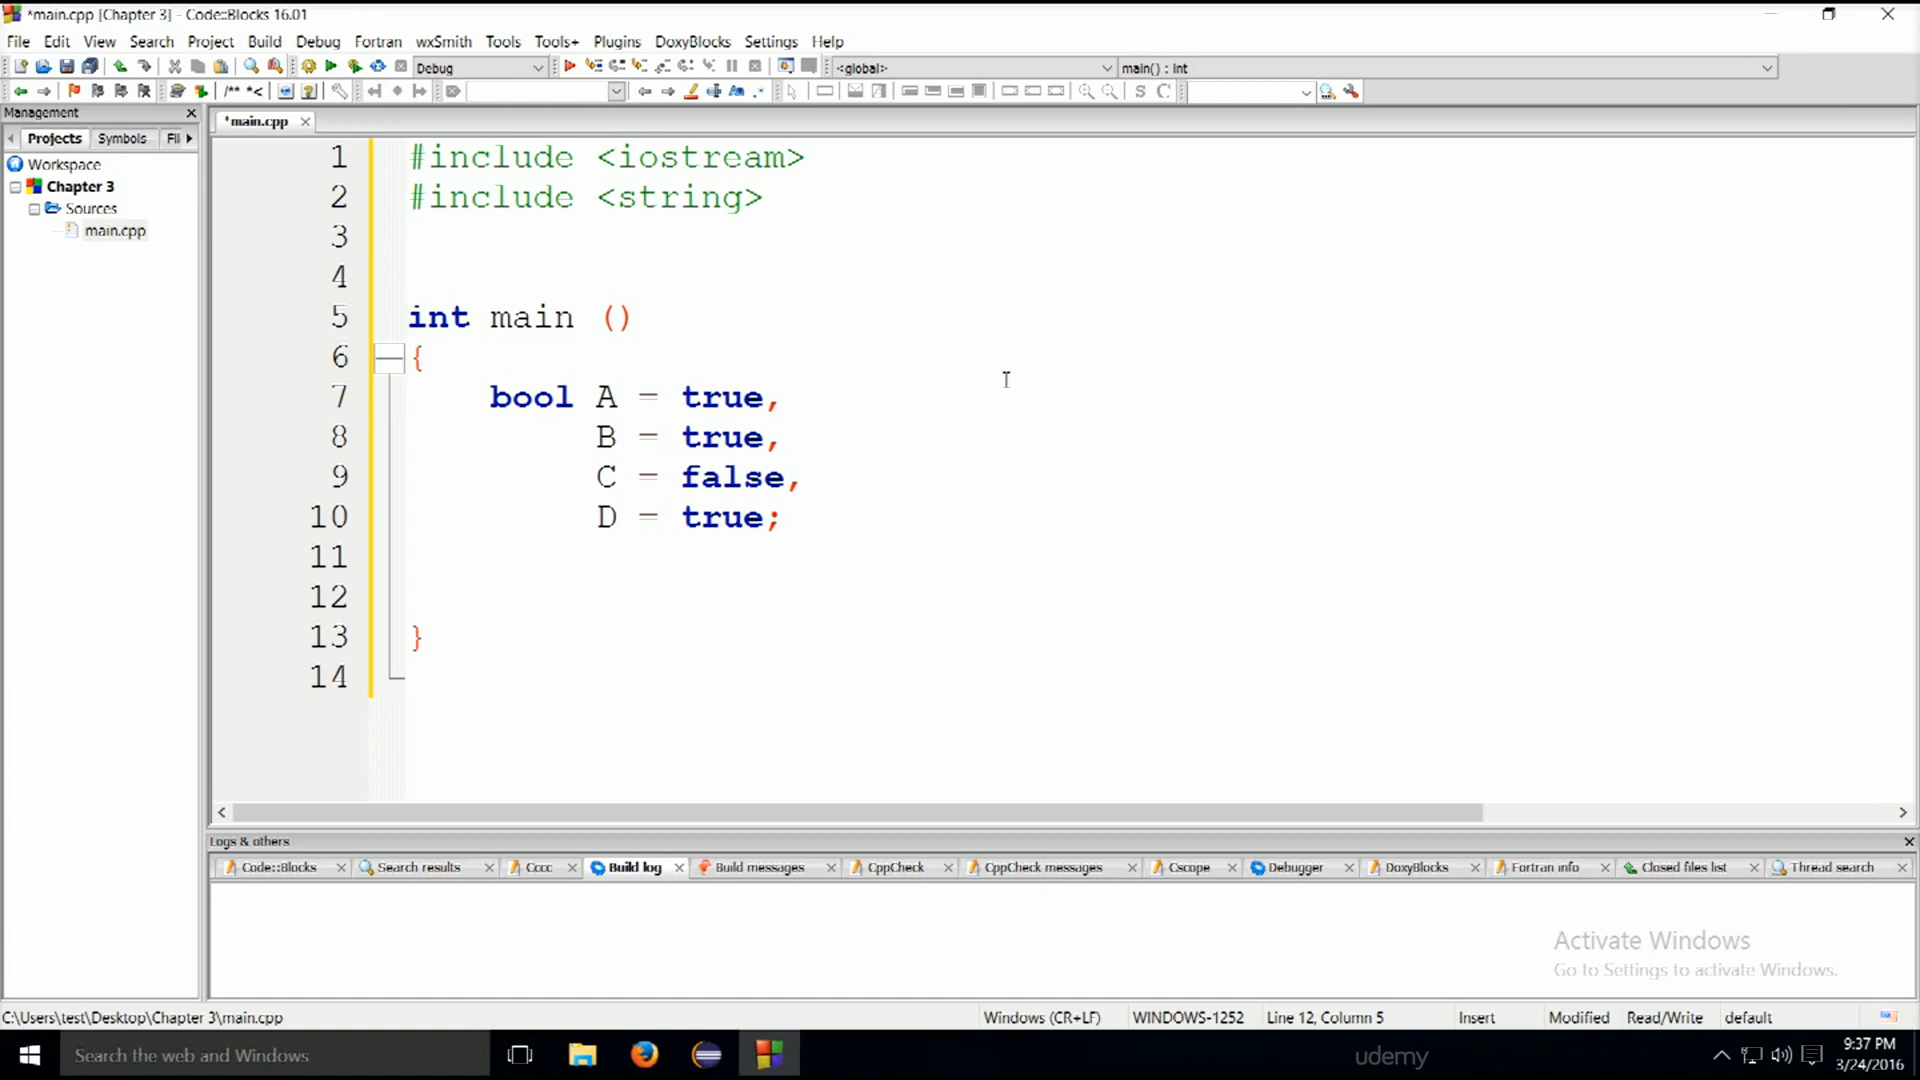 *main.cpp [Chapter 3] - Code::Blocks 16.01
File Edit View Search Project Build Debug Fortran wxSmith Tools Tools+ Plugins DoxyBlocks Settings Help
Debug <global> main() : int
/** *<
S C
Management
*main.cpp
Projects Symbols Fil
Workspace
Chapter 3
Sources
main.cpp
1 #include <iostream>
2 #include <string>
3
4
5 int main ()
6 {
7 bool A = true,
8 B = true,
9 C = false,
10 D = true;
11
12
13 }
14
Logs & others
Code::Blocks Search results Cccc Build log Build messages CppCheck CppCheck messages Cscope Debugger DoxyBlocks Fortran info Closed files list Thread search
Activate Windows
Go to Settings to activate Windows.
C:\Users\test\Desktop\Chapter 3\main.cpp Windows (CR+LF) WINDOWS-1252 Line 12, Column 5 Insert Modified Read/Write default
Search the web and Windows
udemy
9:37 PM
3/24/2016